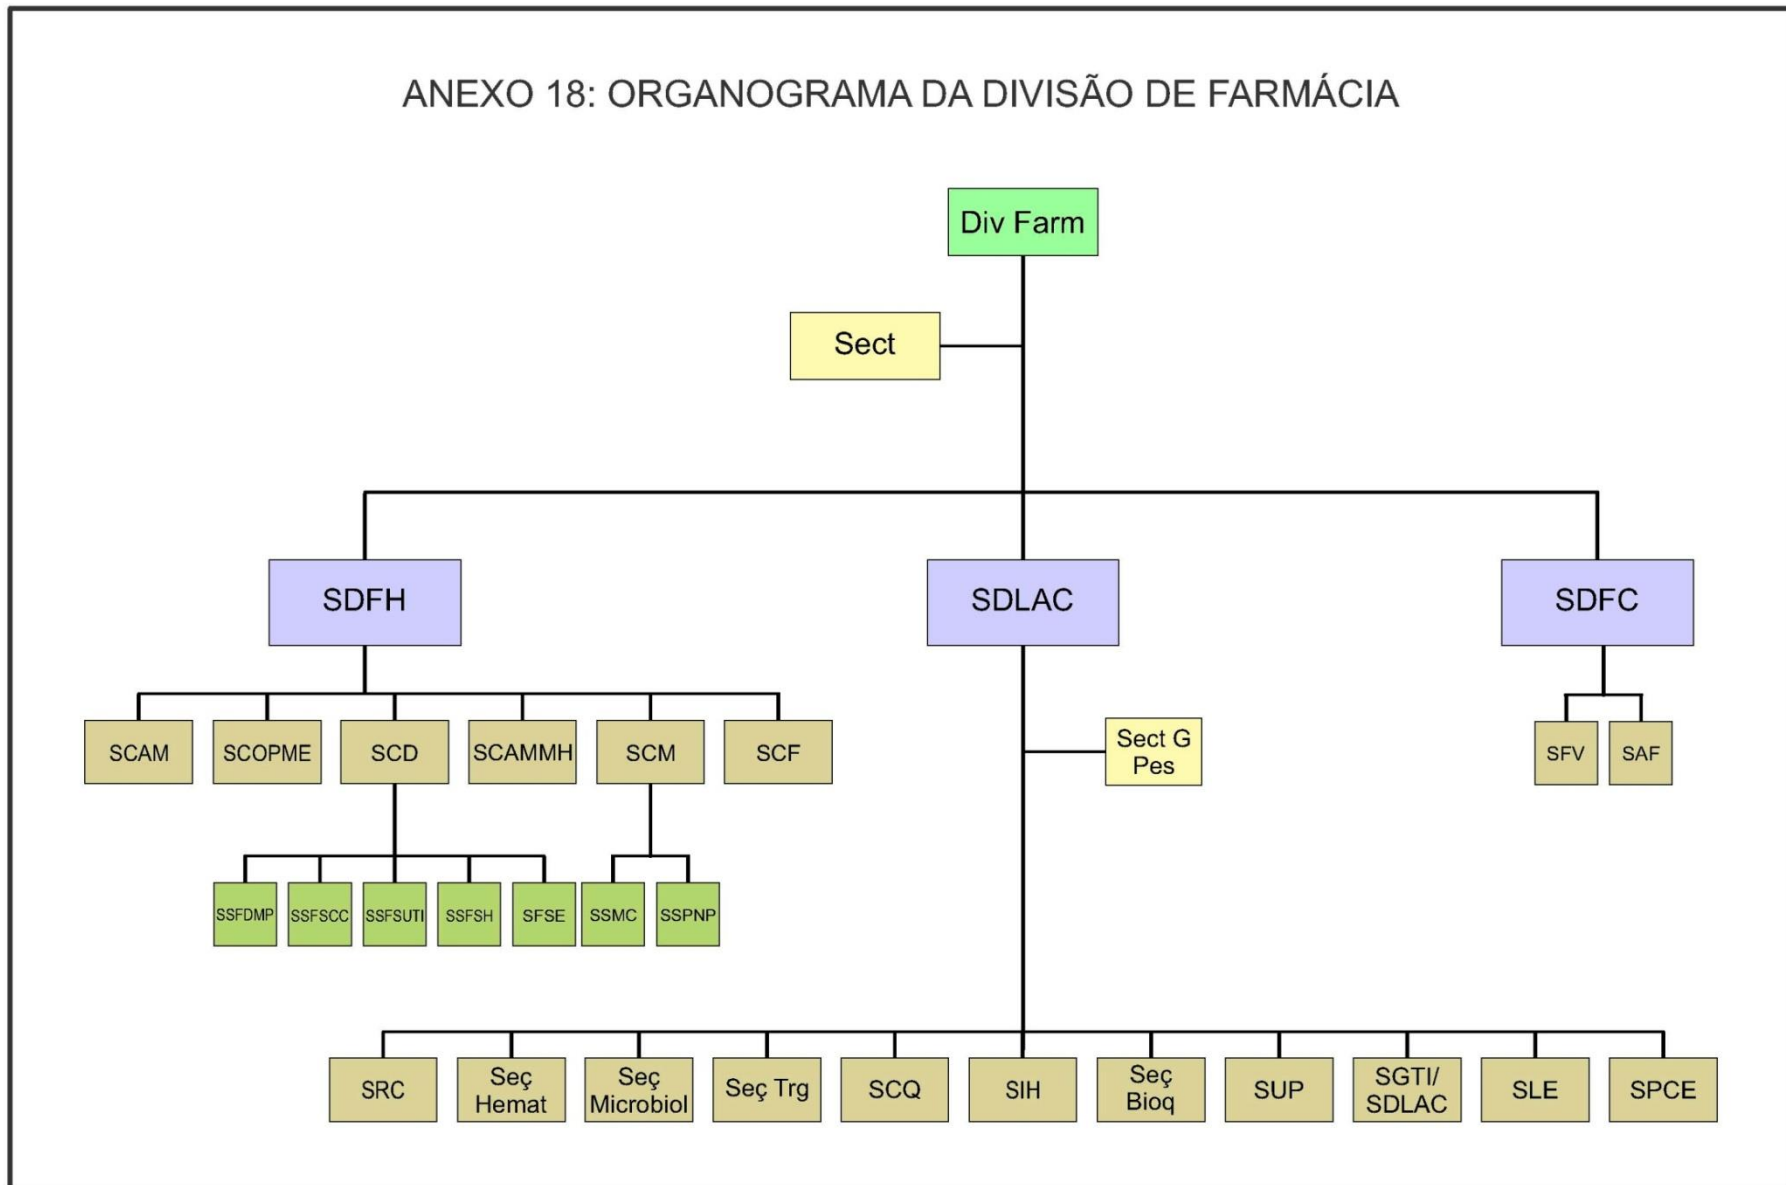 ANEXO 18: ORGANOGRAMA DA DIVISÃO DE FARMÁCIA
Div Farm
Sect
SDFH
SDLAC
SDFC
SCAM
SCOPME
SCD
SCAMMH
SCM
SCF
Sect G
Pes
SFV
SAF
SSFDMP
SSFSCC
SSFSUTI
SSFSH
SFSE
SSMC
SSPNP
SRC
Seç
Hemat
Seç
Microbiol
Seç Trg
SCQ
SIH
Seç
Bioq
SUP
SGTI/
SDLAC
SLE
SPCE